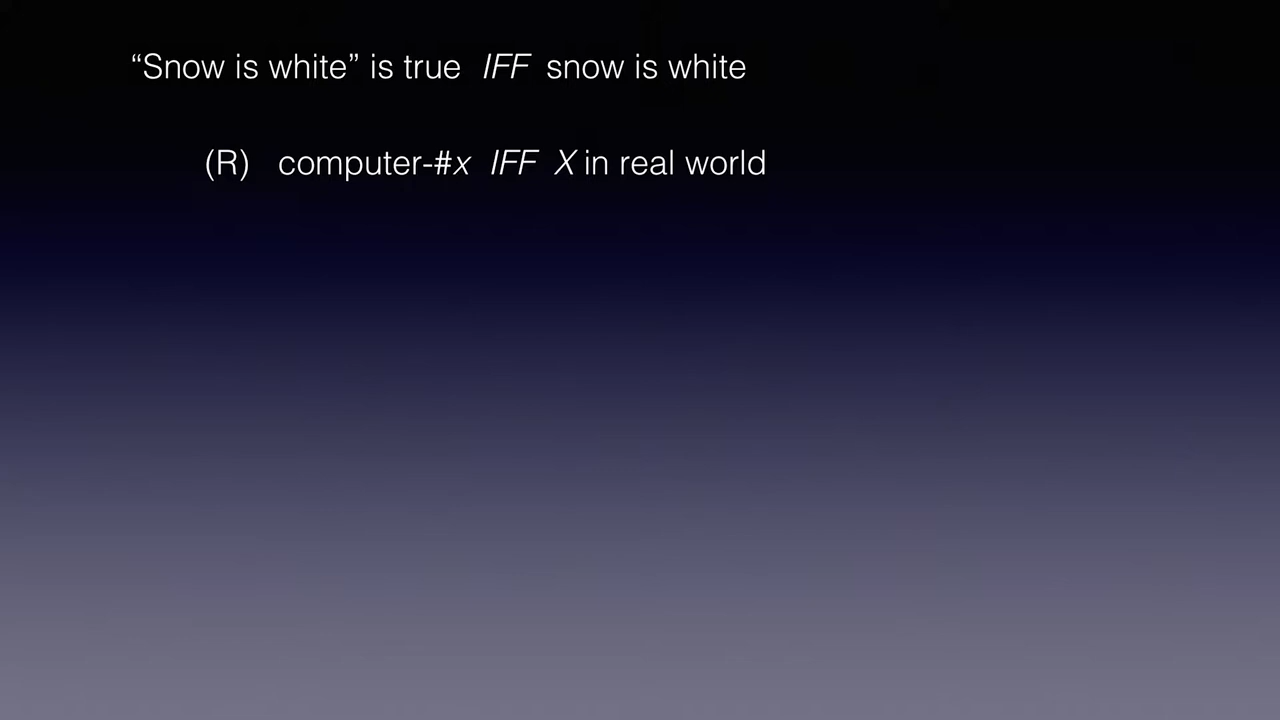 “Snow is white” is true IFF snow is white
(R) computer-#x IFF X in real world